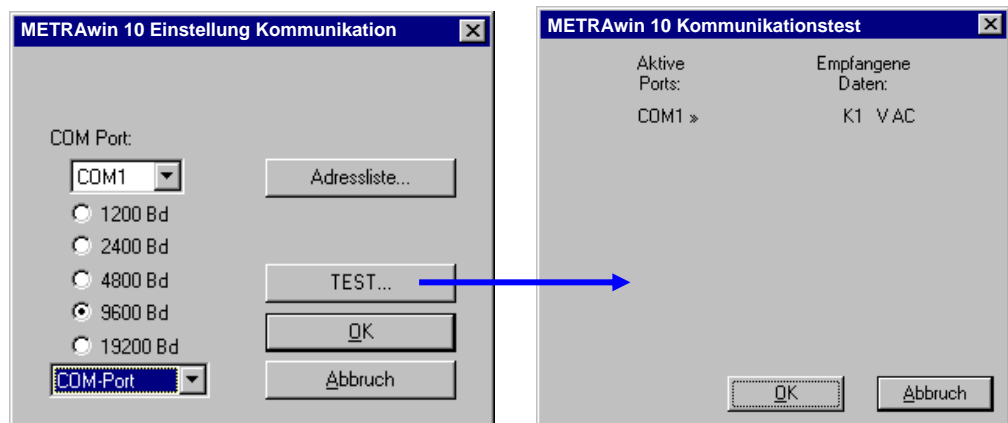 METRAwin 10 Einstellung Kommunikation
COM Port:
COM1
Adressliste...
1200 Bd
2400 Bd
4800 Bd
TEST...
9600 Bd
OK
19200 Bd
COM-Port
Abbruch
METRAwin 10 Kommunikationstest
Aktive Ports:
Empfangene Daten:
COM1 »
K1 V AC
OK
Abbruch